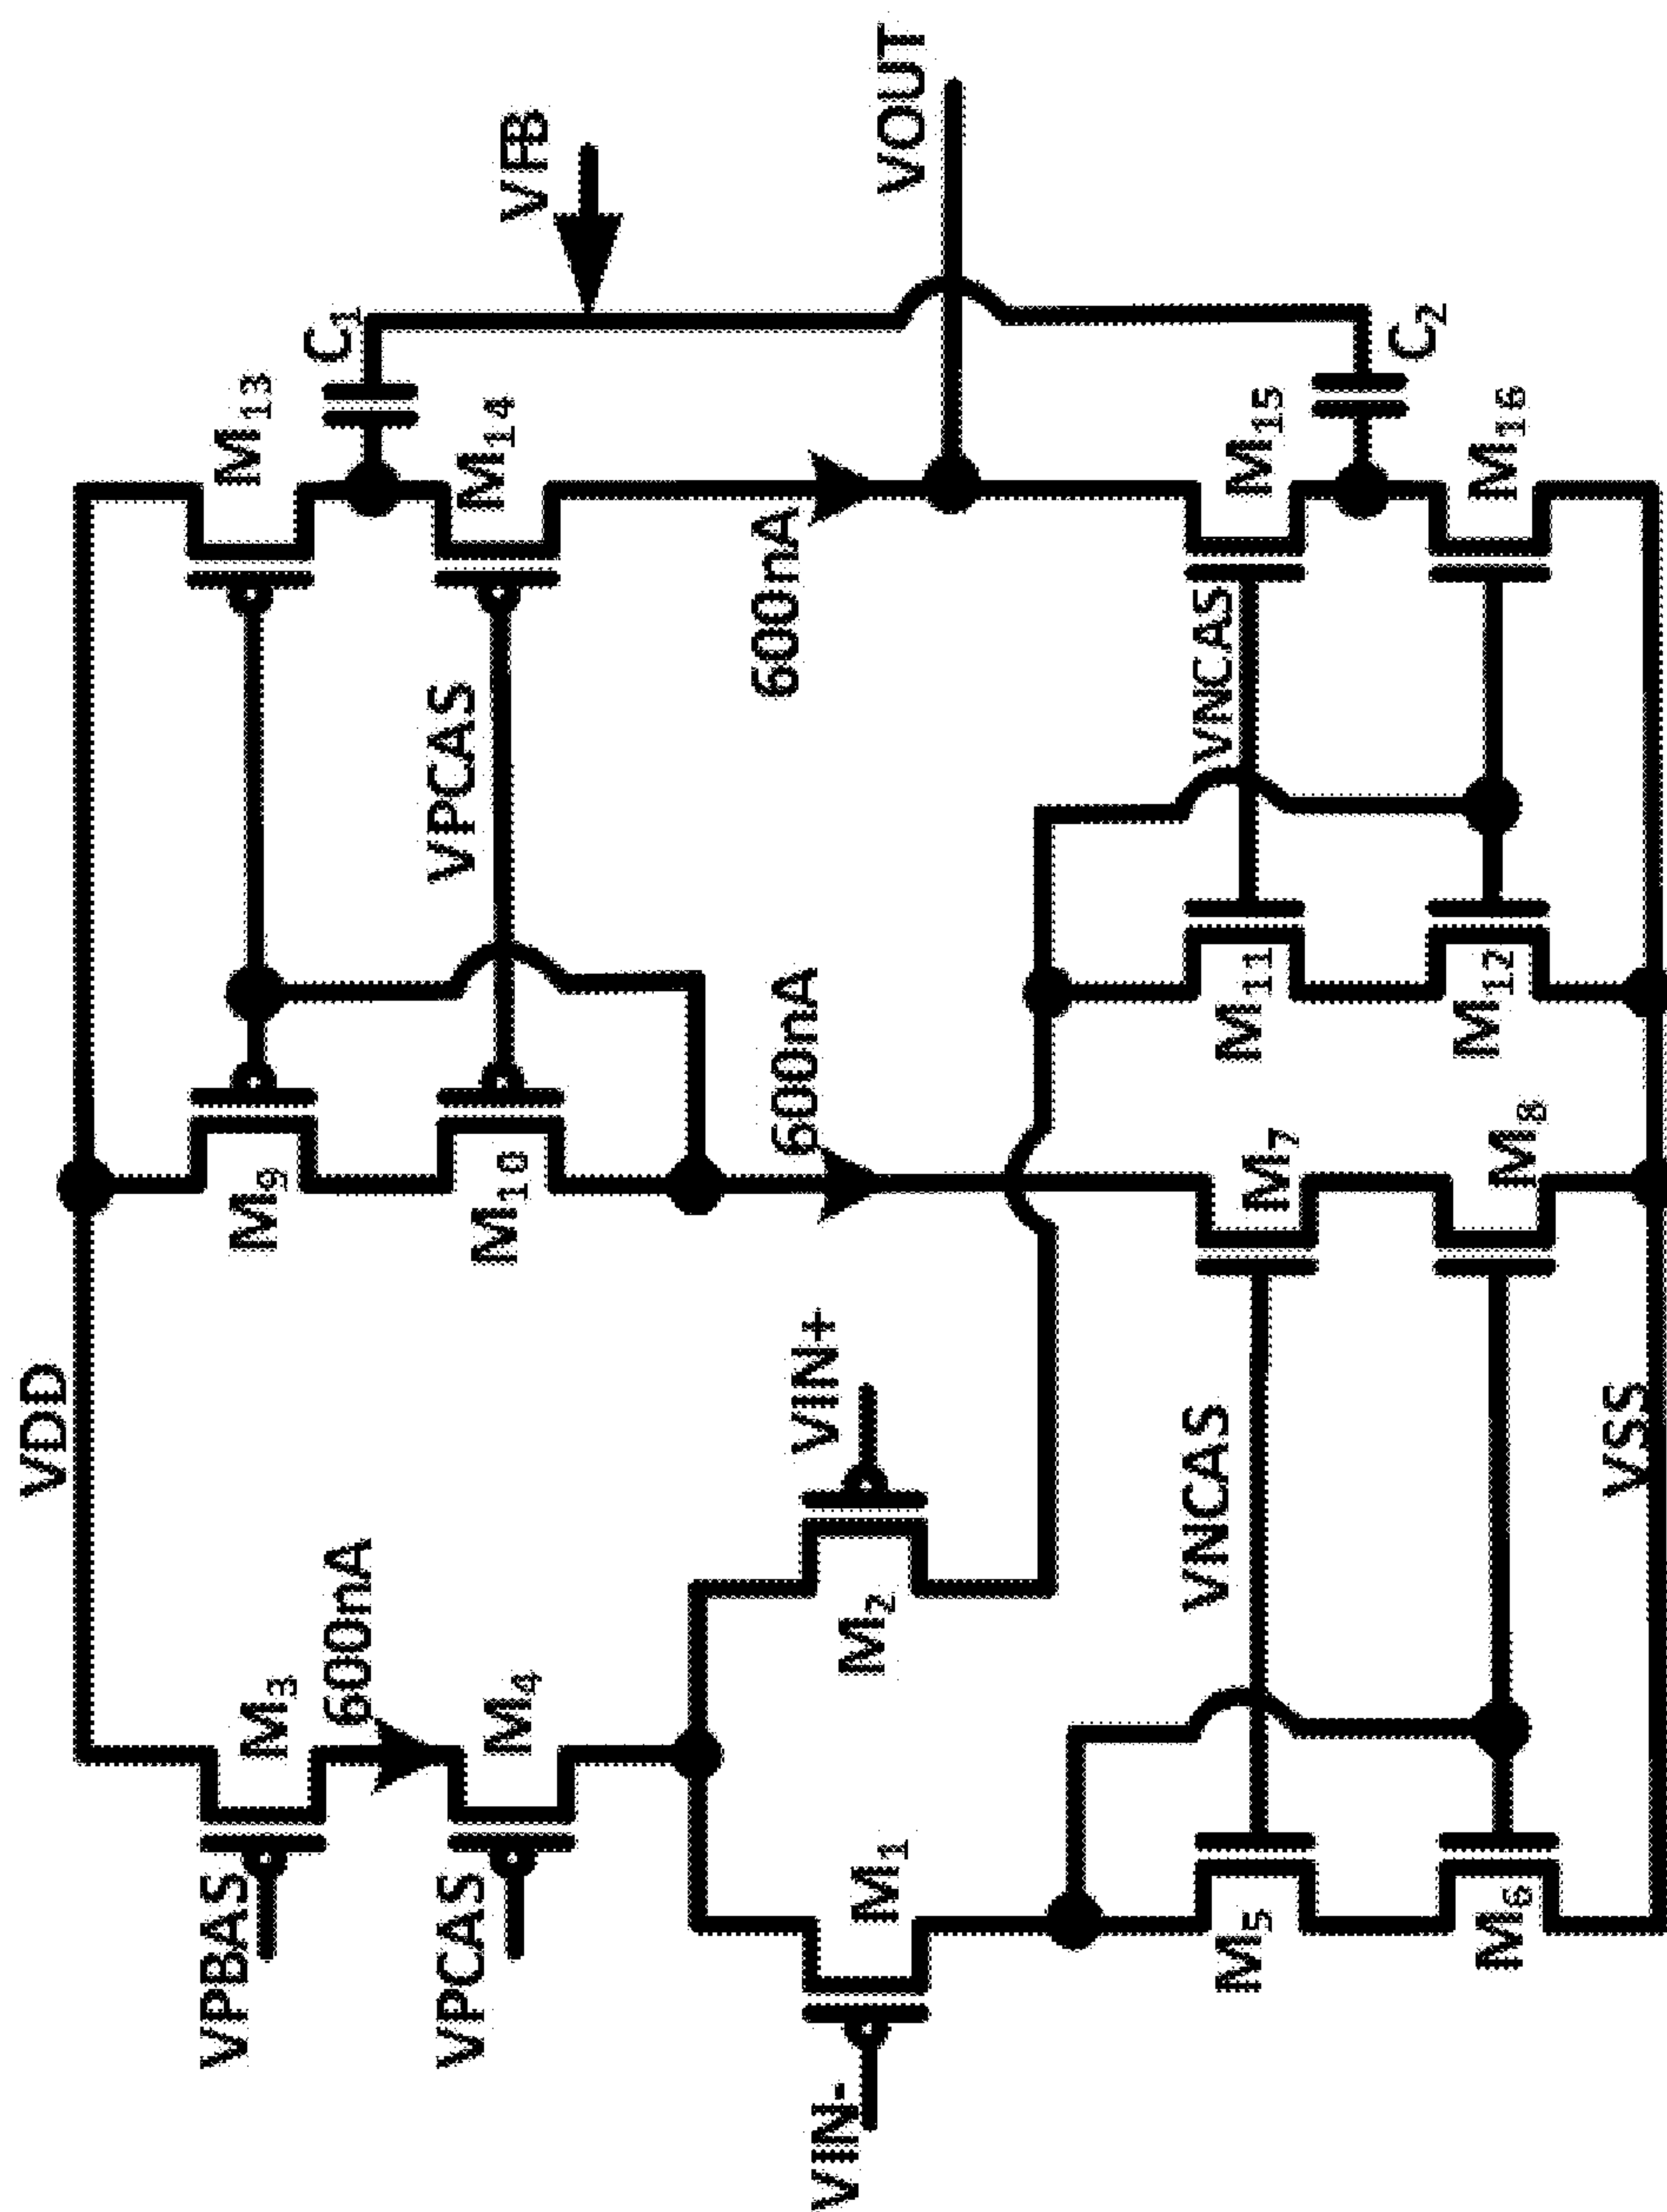 VDD
VPBAS
M3
600nA
VPCAS
M4
VIN-
M1
M2
VIN+
M9
M10
M13
C1
M14
VPCAS
VFB
600nA
600nA
VOUT
VNCAS
M5
M6
M7
M8
M11
M12
VNCAS
M15
C2
M16
VSS